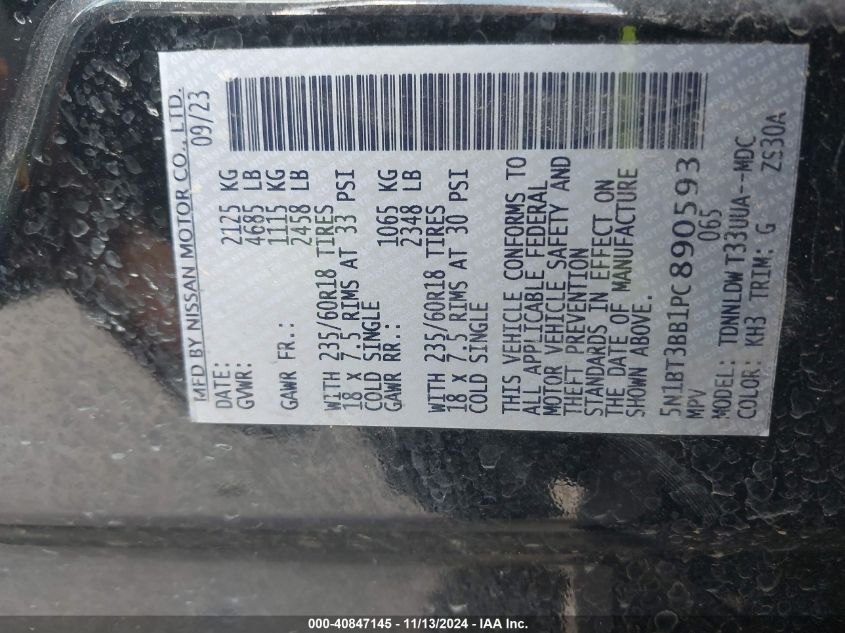 MFD BY NISSAN MOTOR CO., LTD.
DATE: 09/23
GVWR: 2125 KG
4685 LB
GAWR FR.: 1115 KG
2458 LB
WITH 235/60R18 TIRES
18 X 7.5 RIMS AT 33 PSI
COLD SINGLE
GAWR RR.: 1065 KG
2348 LB
WITH 235/60R18 TIRES
18 X 7.5 RIMS AT 30 PSI
COLD SINGLE
THIS VEHICLE CONFORMS TO
ALL APPLICABLE FEDERAL
MOTOR VEHICLE SAFETY AND
THEFT PREVENTION
STANDARDS IN EFFECT ON
THE DATE OF MANUFACTURE
SHOWN ABOVE.
5N1BT3BB1PC890593
MPV 065
MODEL: TDNNLDW T33UUA--MDC
COLOR: KH3 TRIM: G ZS30A
000-40847145 - 11/13/2024 - IAA Inc.